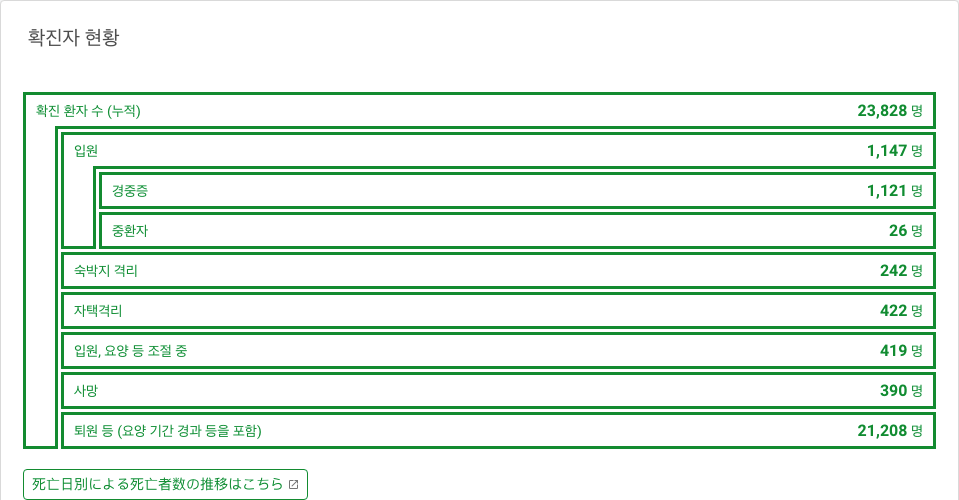 확진자 현황
확진 환자 수 (누적) 23,828 명
입원 1,147 명
경중증 1,121 명
중환자 26 명
숙박지 격리 242 명
자택격리 422 명
입원, 요양 등 조절 중 419 명
사망 390 명
퇴원 등 (요양 기간 경과 등을 포함) 21,208 명
死亡日別による死亡者数の推移はこちら